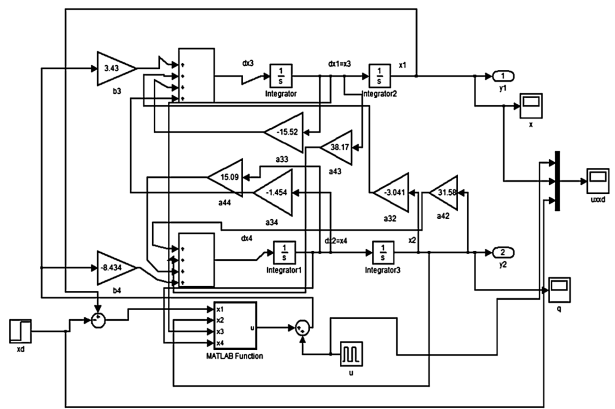 3.43
b3
dx3
1
s
Integrator
dx1=x3
1
s
Integrator2
x1
1
y1
x
-15.52
a33
38.17
a43
15.09
a44
-1.454
a34
-3.041
a32
31.58
a42
uxxd
dx4
1
s
Integrator1
dx2=x4
1
s
Integrator3
x2
2
y2
-8.434
b4
q
xd
x1
x2
x3
x4
u
MATLAB Function
u